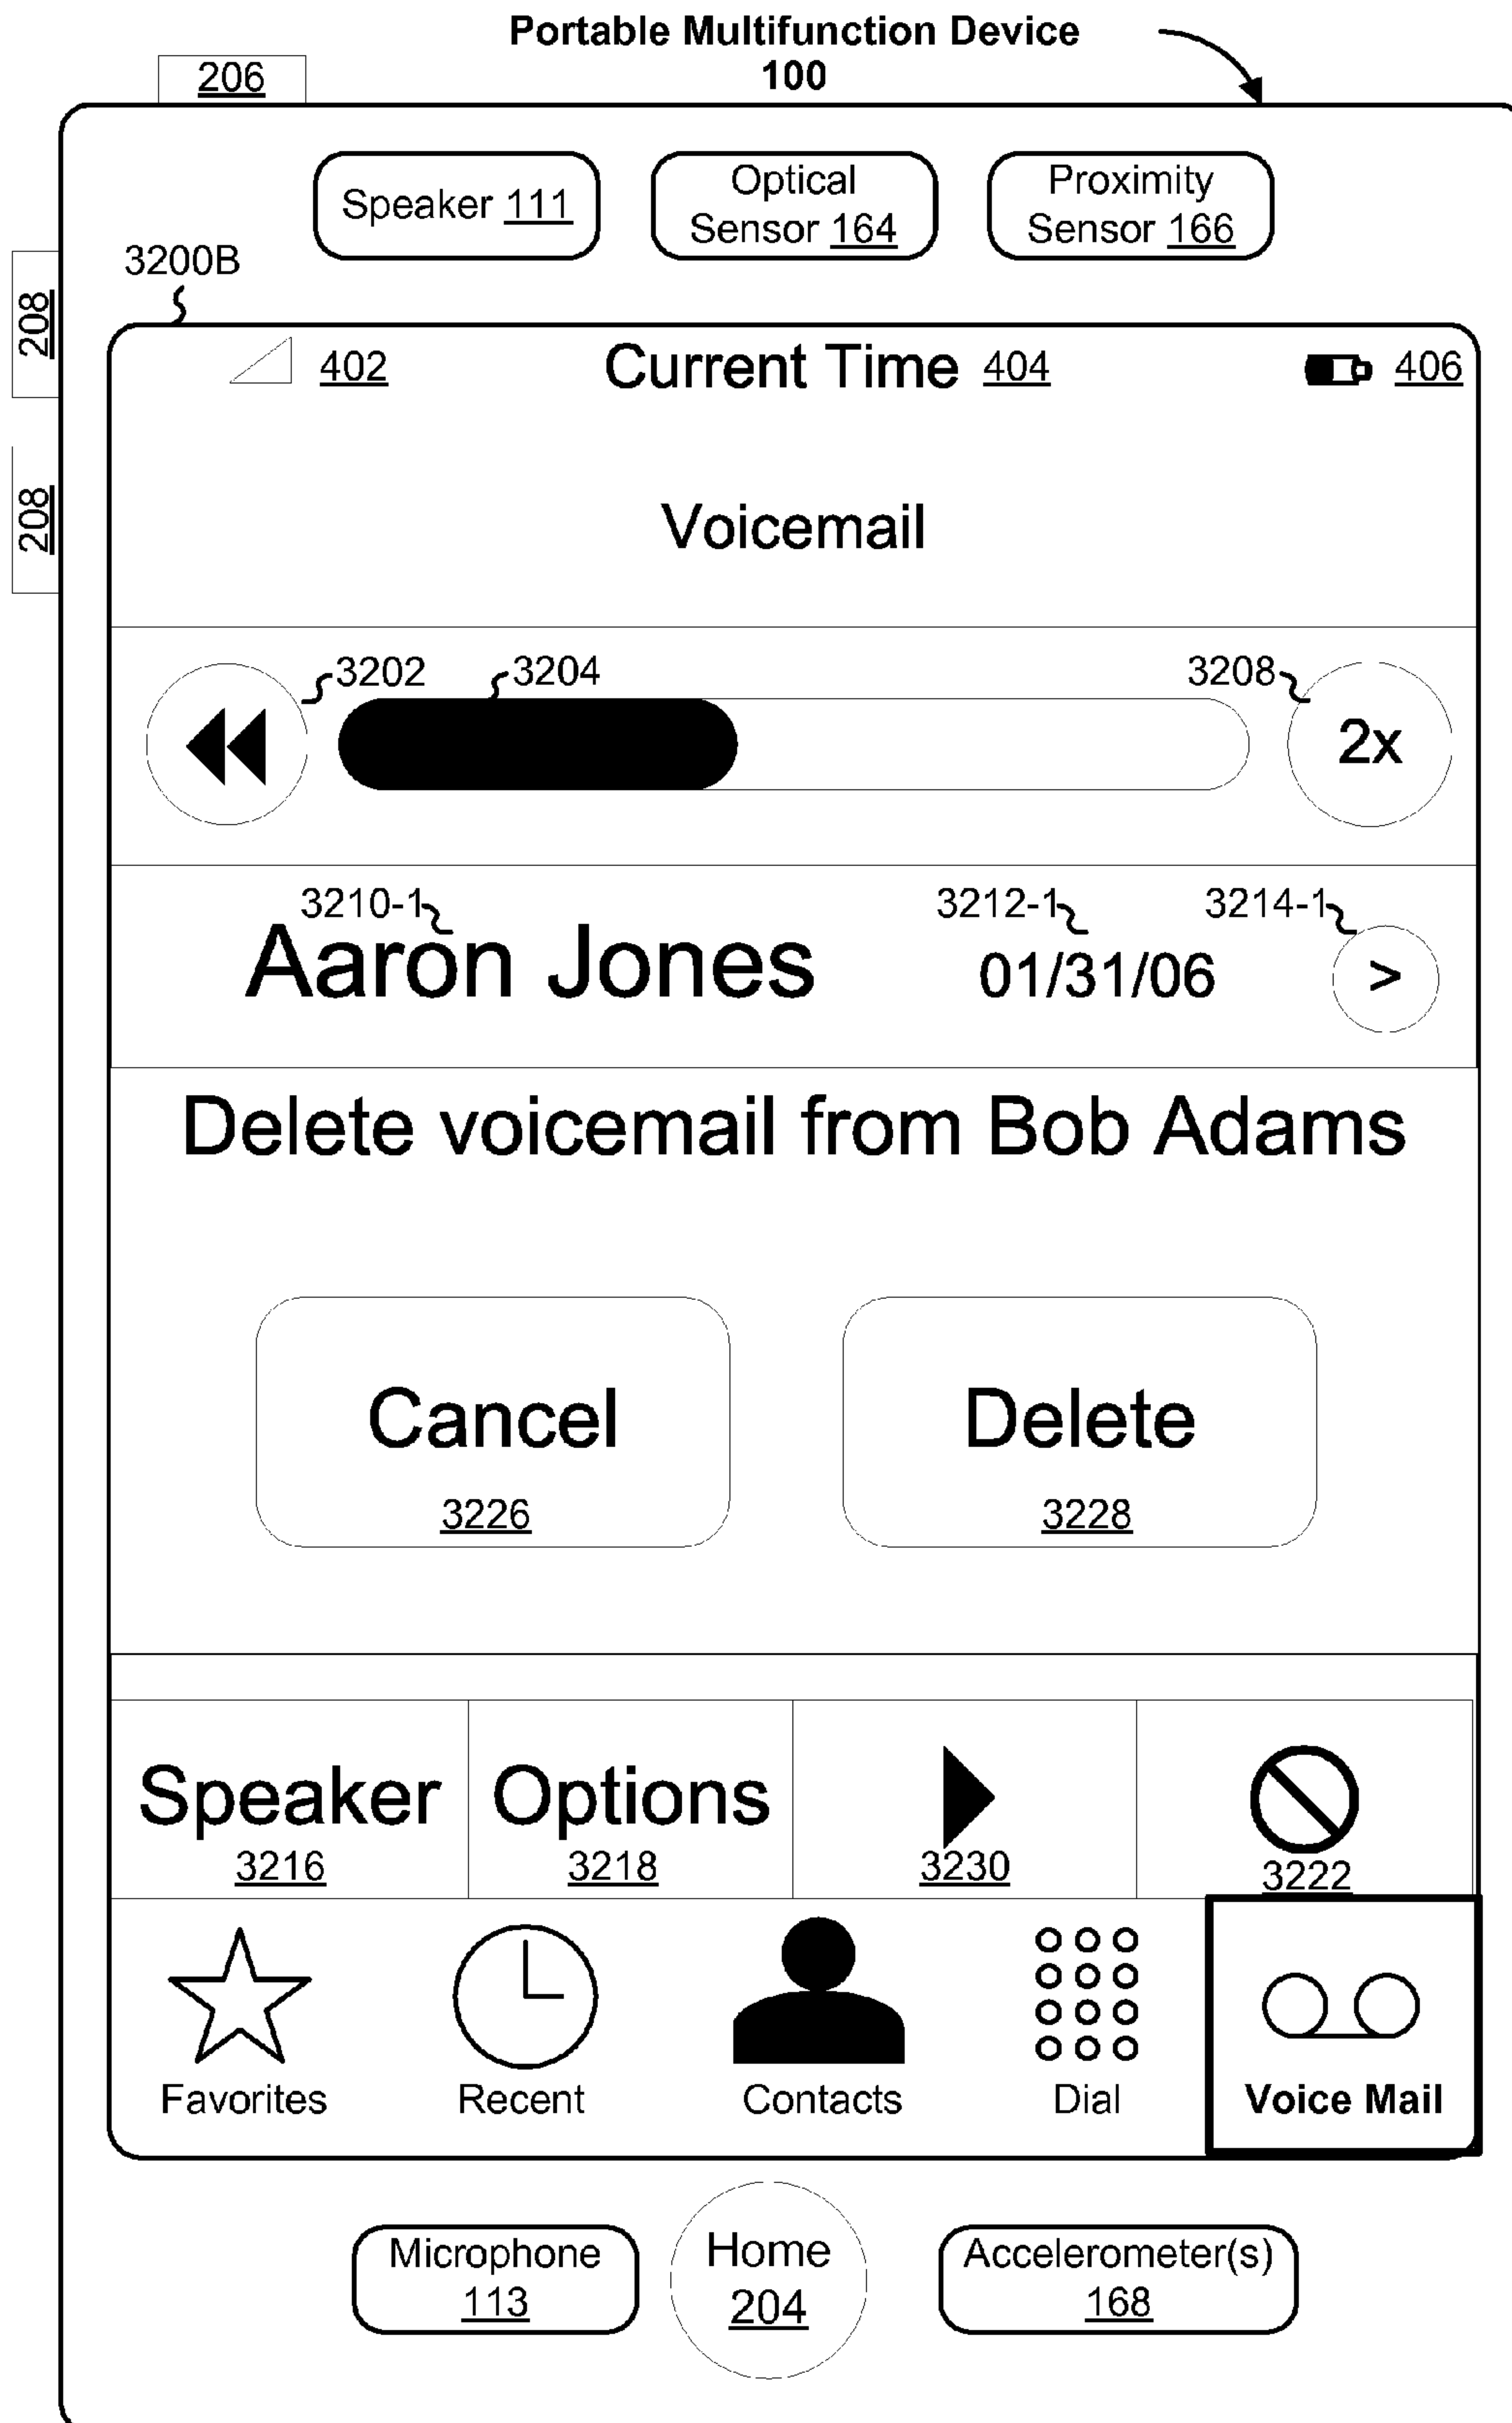 Portable Multifunction Device
100
206
Speaker 111
Optical
Sensor 164
Proximity
Sensor 166
3200B
208
208
402
Current Time 404
406
Voicemail
3202
3204
3208
2x
3210-1
3212-1
3214-1
Aaron Jones
01/31/06
>
Delete voicemail from Bob Adams
Cancel
3226
Delete
3228
Speaker
3216
Options
3218
3230
3222
Favorites
Recent
Contacts
Dial
Voice Mail
Microphone
113
Home
204
Accelerometer(s)
168